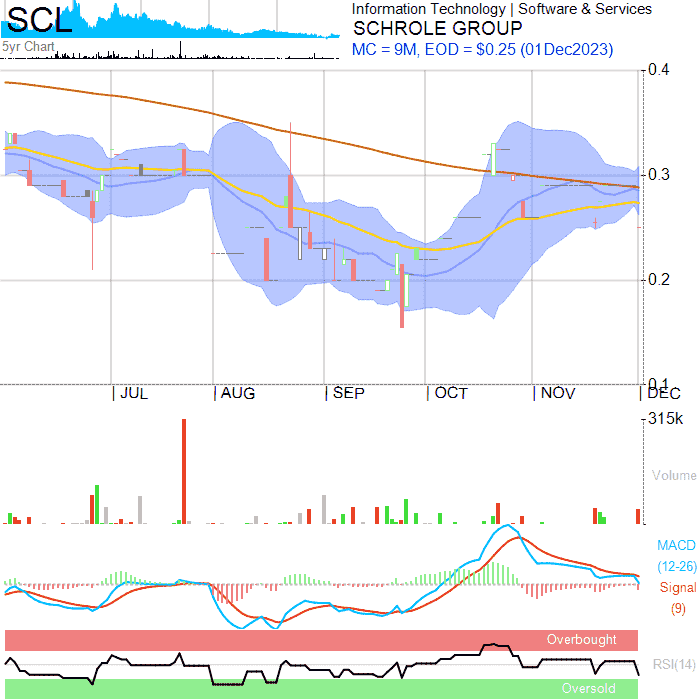 SCL
Information Technology | Software & Services
SCHROLE GROUP
MC = 9M, EOD = $0.25 (01Dec2023)
5yr Chart
0.4
0.3
0.2
0.1
| JUL | AUG | SEP | OCT | NOV | DEC
315k
Volume
MACD
(12-26)
Signal
(9)
Overbought
RSI(14)
Oversold